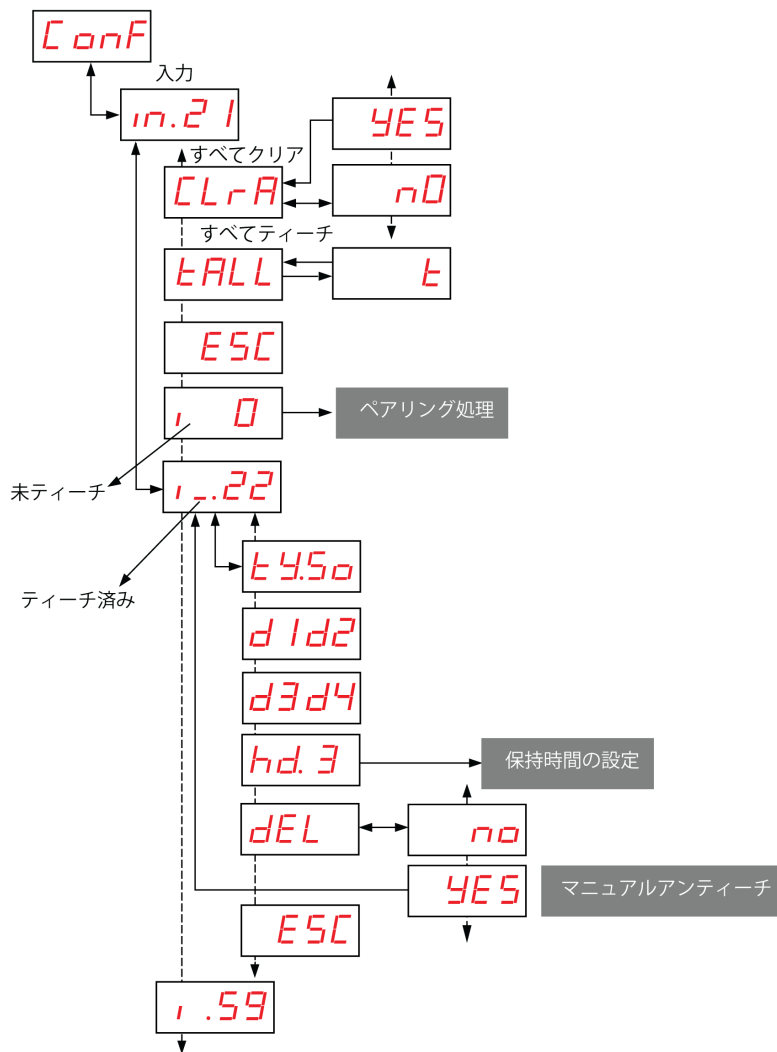 ConF
入力
in.21
YES
すべてクリア
CLrA
n0
すべてティーチ
tALL
t
ESC
i 0
ペアリング処理
未ティーチ
i_.22
ティーチ済み
tY.So
d1d2
d3d4
hd.3
保持時間の設定
dEL
no
YES
マニュアルアンティーチ
ESC
i .59